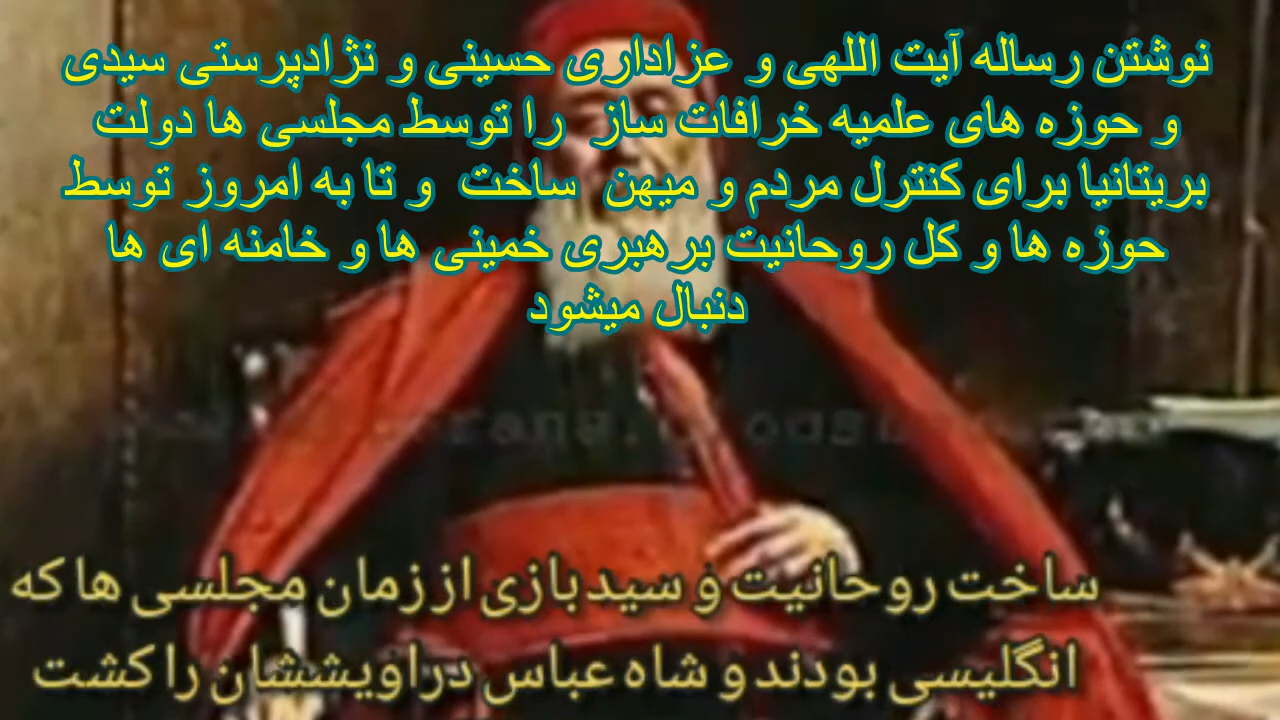 نوشتن رساله آیت اللهی و عزاداری حسینی و نژادپرستی سیدی
و حوزه های علمیه خرافات ساز را توسط مجلسی ها دولت
بریتانیا برای کنترل مردم و میهن ساخت و تا به امروز توسط
حوزه ها و کل روحانیت برهبری خمینی ها و خامنه ای ها
دنبال میشود
ساخت روحانیت و سیدبازی از زمان مجلسی ها که
انگلیسی بودند و شاه عباس دراویششان را کشت